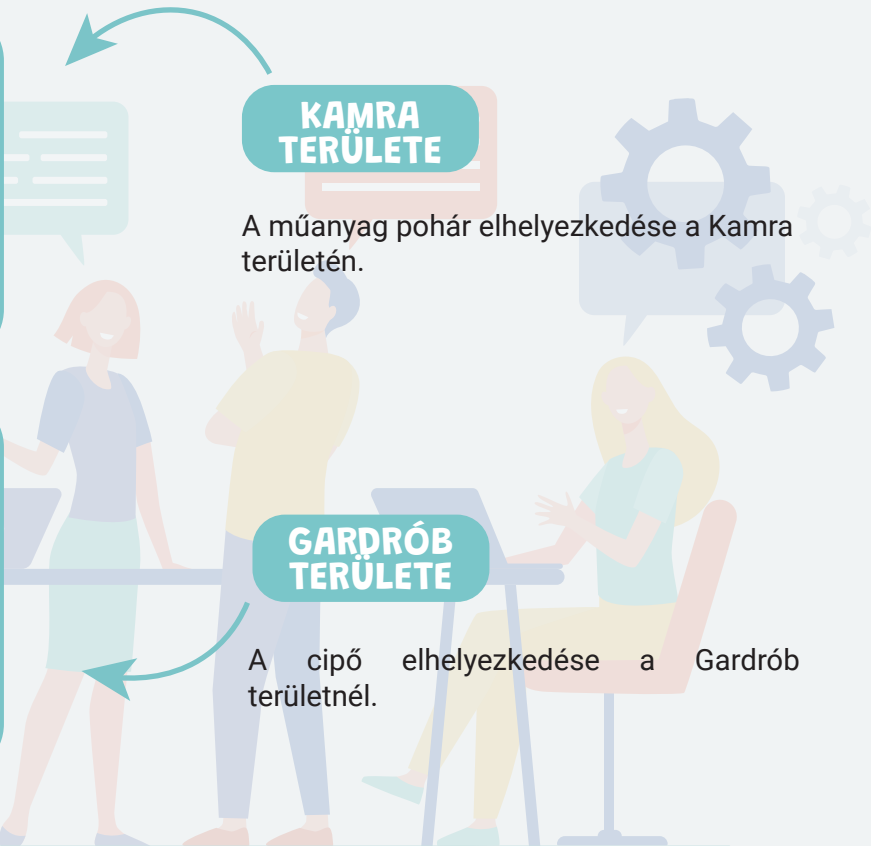 KAMRA
TERÜLETE
A műanyag pohár elhelyezkedése a Kamra
területén.
GARDRÓB
TERÜLETE
A cipő elhelyezkedése a Gardrób
területnél.